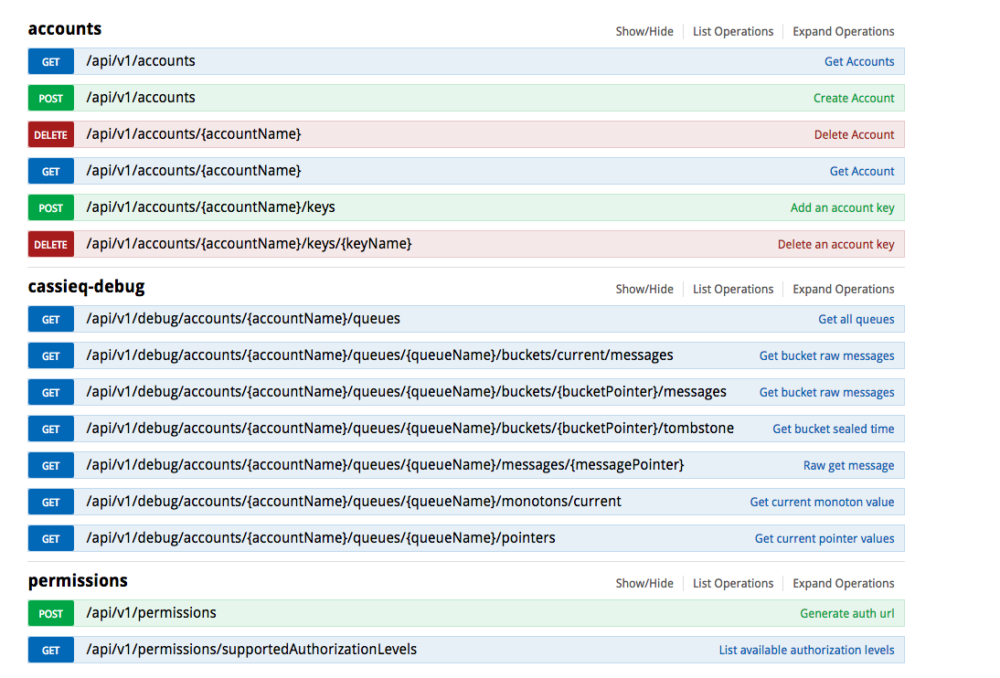 accounts Show/Hide List Operations Expand Operations
GET /api/v1/accounts Get Accounts
POST /api/v1/accounts Create Account
DELETE /api/v1/accounts/{accountName} Delete Account
GET /api/v1/accounts/{accountName} Get Account
POST /api/v1/accounts/{accountName}/keys Add an account key
DELETE /api/v1/accounts/{accountName}/keys/{keyName} Delete an account key
cassieq-debug Show/Hide List Operations Expand Operations
GET /api/v1/debug/accounts/{accountName}/queues Get all queues
GET /api/v1/debug/accounts/{accountName}/queues/{queueName}/buckets/current/messages Get bucket raw messages
GET /api/v1/debug/accounts/{accountName}/queues/{queueName}/buckets/{bucketPointer}/messages Get bucket raw messages
GET /api/v1/debug/accounts/{accountName}/queues/{queueName}/buckets/{bucketPointer}/tombstone Get bucket sealed time
GET /api/v1/debug/accounts/{accountName}/queues/{queueName}/messages/{messagePointer} Raw get message
GET /api/v1/debug/accounts/{accountName}/queues/{queueName}/monotons/current Get current monoton value
GET /api/v1/debug/accounts/{accountName}/queues/{queueName}/pointers Get current pointer values
permissions Show/Hide List Operations Expand Operations
POST /api/v1/permissions Generate auth url
GET /api/v1/permissions/supportedAuthorizationLevels List available authorization levels